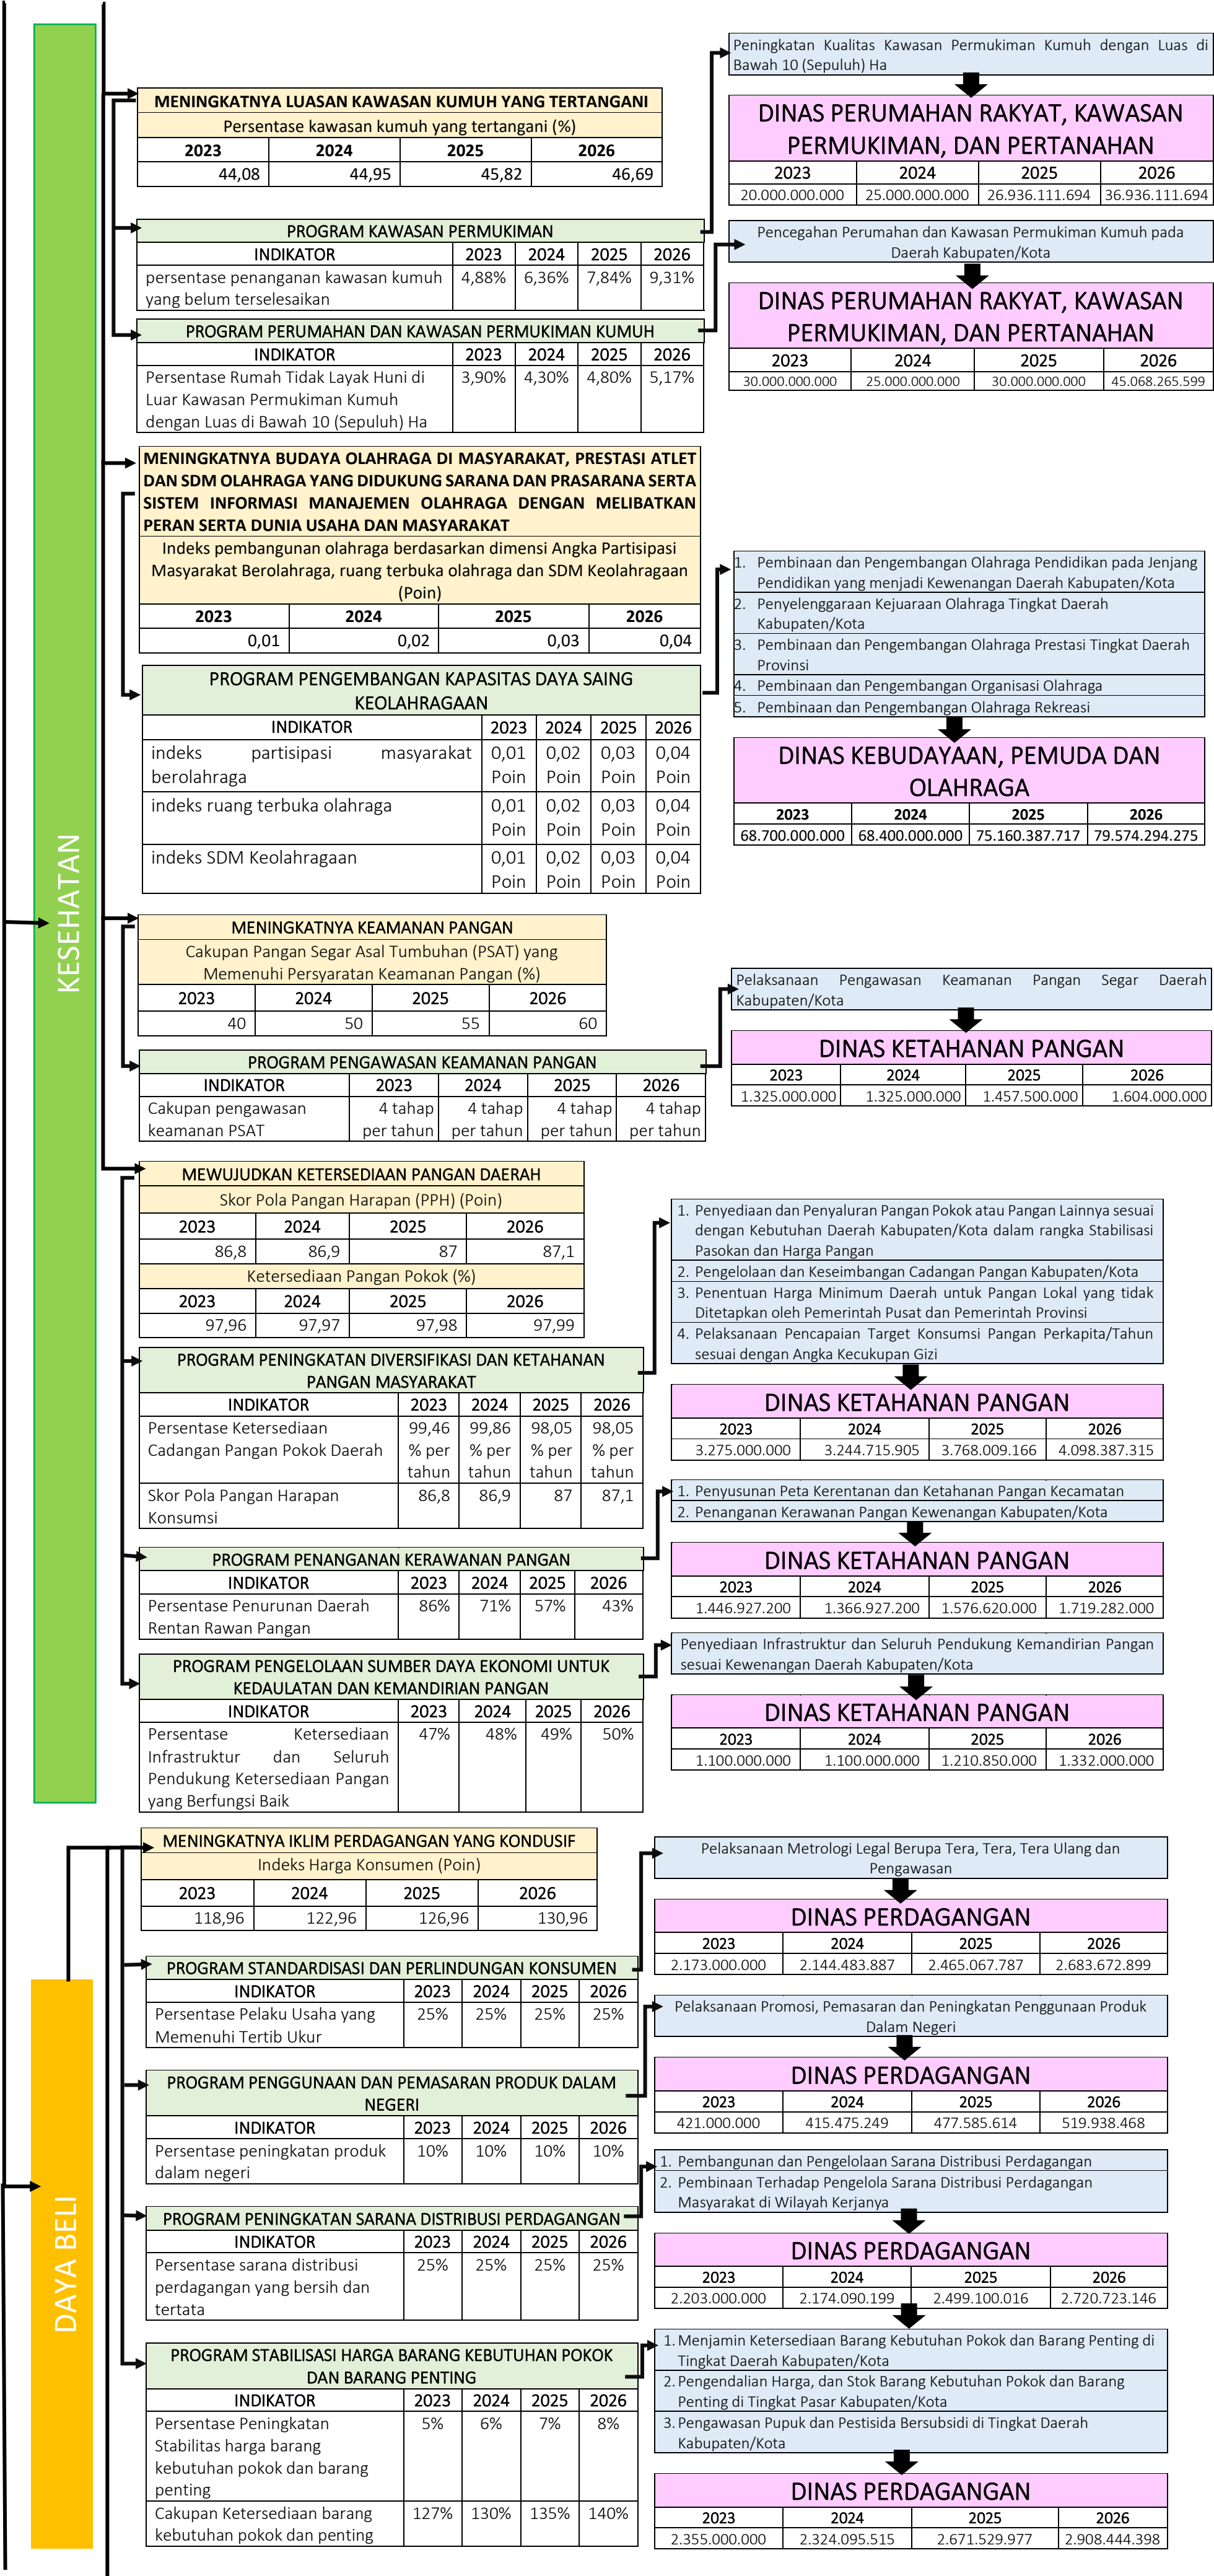 KESEHATAN
MENINGKATNYA LUASAN KAWASAN KUMUH YANG TERTANGANI
Persentase kawasan kumuh yang tertangani (%)
2023 2024 2025 2026
44,08 44,95 45,82 46,69
PROGRAM KAWASAN PERMUKIMAN
INDIKATOR 2023 2024 2025 2026
persentase penanganan kawasan kumuh 4,88% 6,36% 7,84% 9,31%
yang belum terselesaikan
PROGRAM PERUMAHAN DAN KAWASAN PERMUKIMAN KUMUH
INDIKATOR 2023 2024 2025 2026
Persentase Rumah Tidak Layak Huni di 3,90% 4,30% 4,80% 5,17%
Luar Kawasan Permukiman Kumuh
dengan Luas di Bawah 10 (Sepuluh) Ha
Peningkatan Kualitas Kawasan Permukiman Kumuh dengan Luas di
Bawah 10 (Sepuluh) Ha
DINAS PERUMAHAN RAKYAT, KAWASAN
PERMUKIMAN, DAN PERTANAHAN
2023 2024 2025 2026
20.000.000.000 25.000.000.000 26.936.111.694 36.936.111.694
Pencegahan Perumahan dan Kawasan Permukiman Kumuh pada
Daerah Kabupaten/Kota
DINAS PERUMAHAN RAKYAT, KAWASAN
PERMUKIMAN, DAN PERTANAHAN
2023 2024 2025 2026
30.000.000.000 25.000.000.000 30.000.000.000 45.068.265.599
MENINGKATNYA BUDAYA OLAHRAGA DI MASYARAKAT, PRESTASI ATLET
DAN SDM OLAHRAGA YANG DIDUKUNG SARANA DAN PRASARANA SERTA
SISTEM INFORMASI MANAJEMEN OLAHRAGA DENGAN MELIBATKAN
PERAN SERTA DUNIA USAHA DAN MASYARAKAT
Indeks pembangunan olahraga berdasarkan dimensi Angka Partisipasi
Masyarakat Berolahraga, ruang terbuka olahraga dan SDM Keolahragaan
(Poin)
2023 2024 2025 2026
0,01 0,02 0,03 0,04
PROGRAM PENGEMBANGAN KAPASITAS DAYA SAING
KEOLAHRAGAAN
INDIKATOR 2023 2024 2025 2026
indeks partisipasi masyarakat 0,01 0,02 0,03 0,04
berolahraga Poin Poin Poin Poin
indeks ruang terbuka olahraga 0,01 0,02 0,03 0,04
Poin Poin Poin Poin
indeks SDM Keolahragaan 0,01 0,02 0,03 0,04
Poin Poin Poin Poin
1. Pembinaan dan Pengembangan Olahraga Pendidikan pada Jenjang
Pendidikan yang menjadi Kewenangan Daerah Kabupaten/Kota
2. Penyelenggaraan Kejuaraan Olahraga Tingkat Daerah
Kabupaten/Kota
3. Pembinaan dan Pengembangan Olahraga Prestasi Tingkat Daerah
Provinsi
4. Pembinaan dan Pengembangan Organisasi Olahraga
5. Pembinaan dan Pengembangan Olahraga Rekreasi
DINAS KEBUDAYAAN, PEMUDA DAN
OLAHRAGA
2023 2024 2025 2026
68.700.000.000 68.400.000.000 75.160.387.717 79.574.294.275
MENINGKATNYA KEAMANAN PANGAN
Cakupan Pangan Segar Asal Tumbuhan (PSAT) yang
Memenuhi Persyaratan Keamanan Pangan (%)
2023 2024 2025 2026
40 50 55 60
PROGRAM PENGAWASAN KEAMANAN PANGAN
INDIKATOR 2023 2024 2025 2026
Cakupan pengawasan 4 tahap 4 tahap 4 tahap 4 tahap
keamanan PSAT per tahun per tahun per tahun per tahun
Pelaksanaan Pengawasan Keamanan Pangan Segar Daerah
Kabupaten/Kota
DINAS KETAHANAN PANGAN
2023 2024 2025 2026
1.325.000.000 1.325.000.000 1.457.500.000 1.604.000.000
MEWUJUDKAN KETERSEDIAAN PANGAN DAERAH
Skor Pola Pangan Harapan (PPH) (Poin)
2023 2024 2025 2026
86,8 86,9 87 87,1
Ketersediaan Pangan Pokok (%)
2023 2024 2025 2026
97,96 97,97 97,98 97,99
PROGRAM PENINGKATAN DIVERSIFIKASI DAN KETAHANAN
PANGAN MASYARAKAT
INDIKATOR 2023 2024 2025 2026
Persentase Ketersediaan 99,46 99,86 98,05 98,05
Cadangan Pangan Pokok Daerah % per % per % per % per
tahun tahun tahun tahun
Skor Pola Pangan Harapan 86,8 86,9 87 87,1
Konsumsi
1. Penyediaan dan Penyaluran Pangan Pokok atau Pangan Lainnya sesuai
dengan Kebutuhan Daerah Kabupaten/Kota dalam rangka Stabilisasi
Pasokan dan Harga Pangan
2. Pengelolaan dan Keseimbangan Cadangan Pangan Kabupaten/Kota
3. Penentuan Harga Minimum Daerah untuk Pangan Lokal yang tidak
Ditetapkan oleh Pemerintah Pusat dan Pemerintah Provinsi
4. Pelaksanaan Pencapaian Target Konsumsi Pangan Perkapita/Tahun
sesuai dengan Angka Kecukupan Gizi
DINAS KETAHANAN PANGAN
2023 2024 2025 2026
3.275.000.000 3.244.715.905 3.768.009.166 4.098.387.315
PROGRAM PENANGANAN KERAWANAN PANGAN
INDIKATOR 2023 2024 2025 2026
Persentase Penurunan Daerah 86% 71% 57% 43%
Rentan Rawan Pangan
1. Penyusunan Peta Kerentanan dan Ketahanan Pangan Kecamatan
2. Penanganan Kerawanan Pangan Kewenangan Kabupaten/Kota
DINAS KETAHANAN PANGAN
2023 2024 2025 2026
1.446.927.200 1.366.927.200 1.576.620.000 1.719.282.000
PROGRAM PENGELOLAAN SUMBER DAYA EKONOMI UNTUK
KEDAULATAN DAN KEMANDIRIAN PANGAN
INDIKATOR 2023 2024 2025 2026
Persentase Ketersediaan 47% 48% 49% 50%
Infrastruktur dan Seluruh
Pendukung Ketersediaan Pangan
yang Berfungsi Baik
Penyediaan Infrastruktur dan Seluruh Pendukung Kemandirian Pangan
sesuai Kewenangan Daerah Kabupaten/Kota
DINAS KETAHANAN PANGAN
2023 2024 2025 2026
1.100.000.000 1.100.000.000 1.210.850.000 1.332.000.000
DAYA BELI
MENINGKATNYA IKLIM PERDAGANGAN YANG KONDUSIF
Indeks Harga Konsumen (Poin)
2023 2024 2025 2026
118,96 122,96 126,96 130,96
PROGRAM STANDARDISASI DAN PERLINDUNGAN KONSUMEN
INDIKATOR 2023 2024 2025 2026
Persentase Pelaku Usaha yang 25% 25% 25% 25%
Memenuhi Tertib Ukur
Pelaksanaan Metrologi Legal Berupa Tera, Tera, Tera Ulang dan
Pengawasan
DINAS PERDAGANGAN
2023 2024 2025 2026
2.173.000.000 2.144.483.887 2.465.067.787 2.683.672.899
PROGRAM PENGGUNAAN DAN PEMASARAN PRODUK DALAM
NEGERI
INDIKATOR 2023 2024 2025 2026
Persentase peningkatan produk 10% 10% 10% 10%
dalam negeri
Pelaksanaan Promosi, Pemasaran dan Peningkatan Penggunaan Produk
Dalam Negeri
DINAS PERDAGANGAN
2023 2024 2025 2026
421.000.000 415.475.249 477.585.614 519.938.468
PROGRAM PENINGKATAN SARANA DISTRIBUSI PERDAGANGAN
INDIKATOR 2023 2024 2025 2026
Persentase sarana distribusi 25% 25% 25% 25%
perdagangan yang bersih dan
tertata
1. Pembangunan dan Pengelolaan Sarana Distribusi Perdagangan
2. Pembinaan Terhadap Pengelola Sarana Distribusi Perdagangan
Masyarakat di Wilayah Kerjanya
DINAS PERDAGANGAN
2023 2024 2025 2026
2.203.000.000 2.174.090.199 2.499.100.016 2.720.723.146
PROGRAM STABILISASI HARGA BARANG KEBUTUHAN POKOK
DAN BARANG PENTING
INDIKATOR 2023 2024 2025 2026
Persentase Peningkatan 5% 6% 7% 8%
Stabilitas harga barang
kebutuhan pokok dan barang
penting
Cakupan Ketersediaan barang 127% 130% 135% 140%
kebutuhan pokok dan penting
1. Menjamin Ketersediaan Barang Kebutuhan Pokok dan Barang Penting di
Tingkat Daerah Kabupaten/Kota
2. Pengendalian Harga, dan Stok Barang Kebutuhan Pokok dan Barang
Penting di Tingkat Pasar Kabupaten/Kota
3. Pengawasan Pupuk dan Pestisida Bersubsidi di Tingkat Daerah
Kabupaten/Kota
DINAS PERDAGANGAN
2023 2024 2025 2026
2.355.000.000 2.324.095.515 2.671.529.977 2.908.444.398